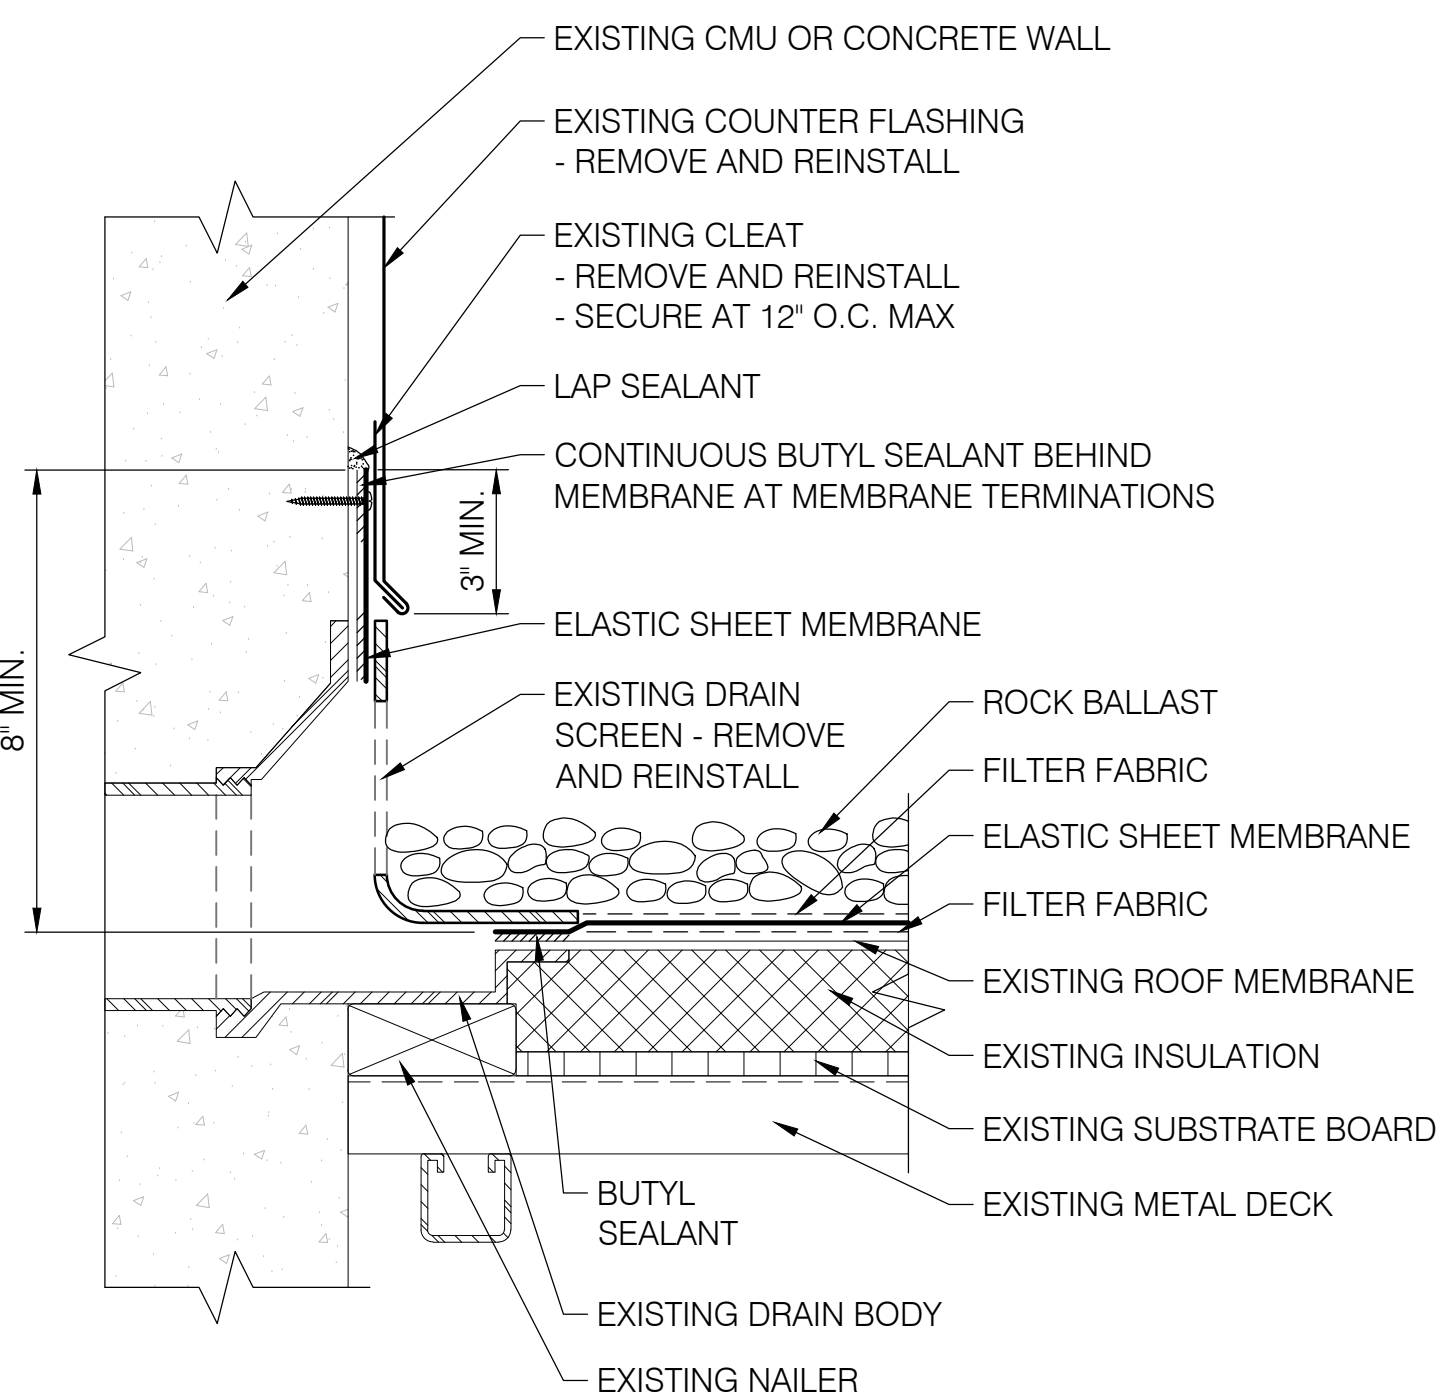 EXISTING CMU OR CONCRETE WALL
EXISTING COUNTER FLASHING
- REMOVE AND REINSTALL
EXISTING CLEAT
- REMOVE AND REINSTALL
- SECURE AT 12" O.C. MAX
LAP SEALANT
CONTINUOUS BUTYL SEALANT BEHIND
MEMBRANE AT MEMBRANE TERMINATIONS
3" MIN.
8" MIN.
ELASTIC SHEET MEMBRANE
EXISTING DRAIN
SCREEN - REMOVE
AND REINSTALL
ROCK BALLAST
FILTER FABRIC
ELASTIC SHEET MEMBRANE
FILTER FABRIC
EXISTING ROOF MEMBRANE
EXISTING INSULATION
EXISTING SUBSTRATE BOARD
EXISTING METAL DECK
BUTYL
SEALANT
EXISTING DRAIN BODY
EXISTING NAILER